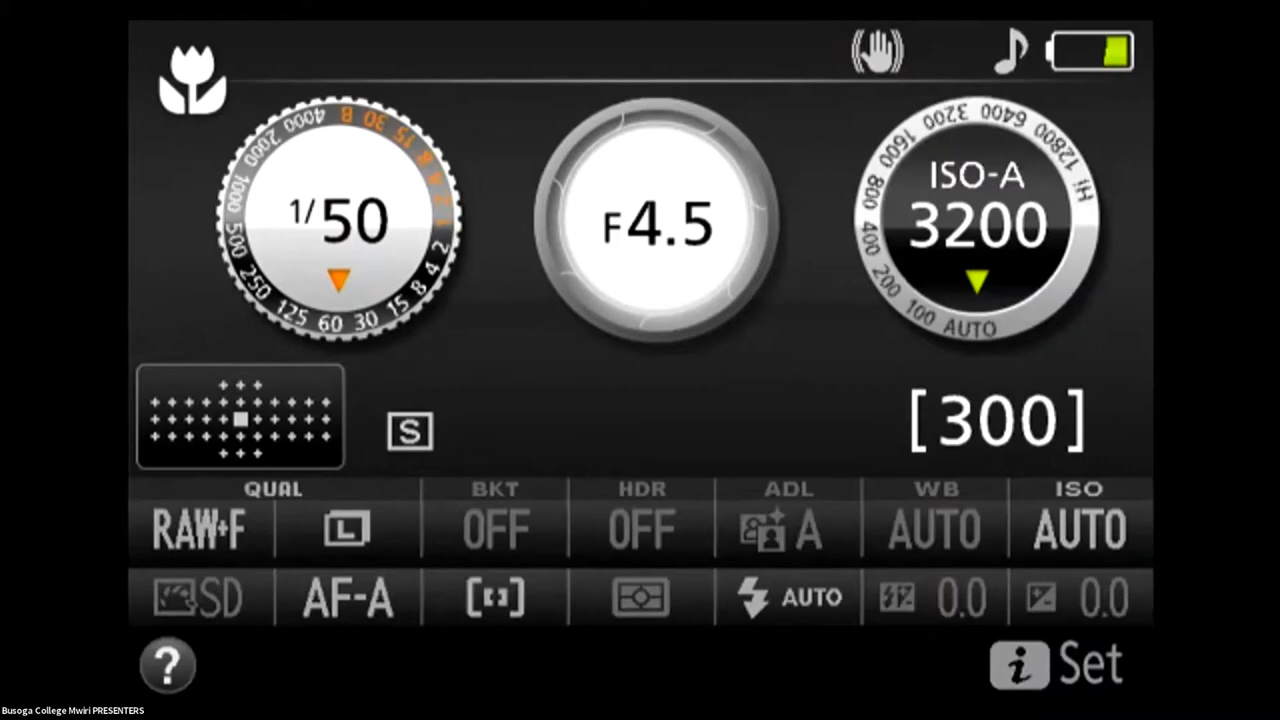 4000 B 30 15 8 4 2 1
2000
1000
500
250
125 60 30 15 8 4 2
1/50
F4.5
3200 6400 12800 Hi
1600
800
400
200
100 AUTO
ISO-A
3200
S
[300]
QUAL BKT HDR ADL WB ISO
RAW+F L OFF OFF A AUTO AUTO
SD AF-A AUTO 0.0 0.0
? i Set
Busoga College Mwiri PRESENTERS